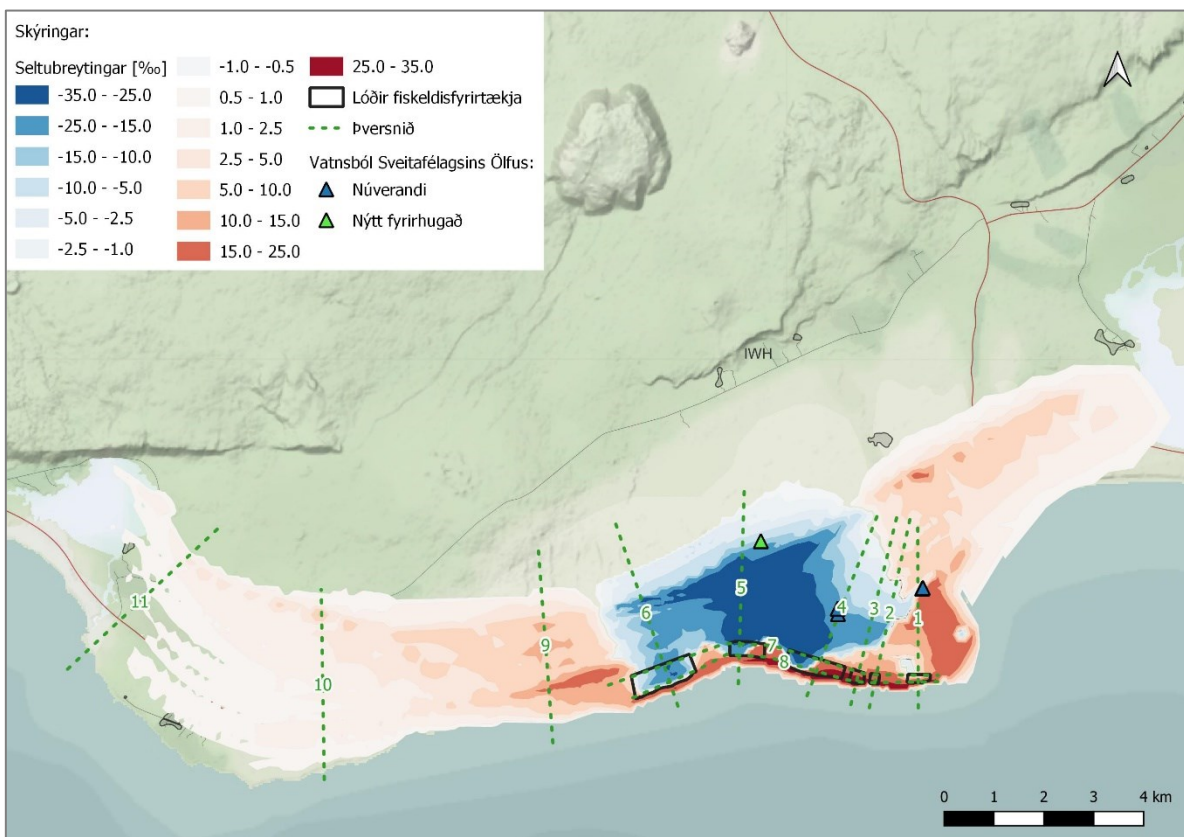 Skýringar:
Seltubreytingar [‰]
-35.0 - -25.0
-25.0 - -15.0
-15.0 - -10.0
-10.0 - -5.0
-5.0 - -2.5
-2.5 - -1.0
-1.0 - -0.5
0.5 - 1.0
1.0 - 2.5
2.5 - 5.0
5.0 - 10.0
10.0 - 15.0
15.0 - 25.0
25.0 - 35.0
Lóðir fiskeldisfyrirtækja
Þversnið
Vatnsból Sveitafélagsins Ölfus:
Núverandi
Nýtt fyrirhugað
IWH
11
10
9
6
5
7
8
4
3
2
1
0 1 2 3 4 km